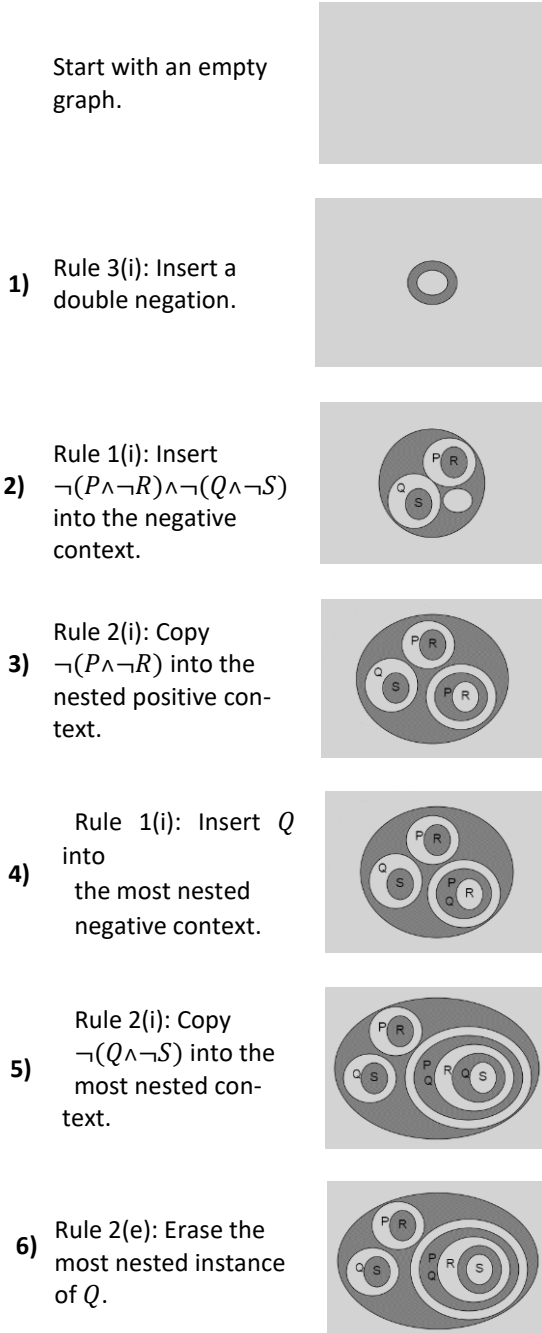 Start with an empty
graph.
1) Rule 3(i): Insert a
double negation.
2) Rule 1(i): Insert
¬(P∧¬R)∧¬(Q∧¬S)
into the negative
context.
P R
Q
S
3) Rule 2(i): Copy
¬(P∧¬R) into the
nested positive con-
text.
P R
Q S P R
4) Rule 1(i): Insert Q
into
the most nested
negative context.
P R
Q S P Q R
5) Rule 2(i): Copy
¬(Q∧¬S) into the
most nested con-
text.
P R
Q S P Q R Q S
6) Rule 2(e): Erase the
most nested instance
of Q.
P R
Q S P Q R S